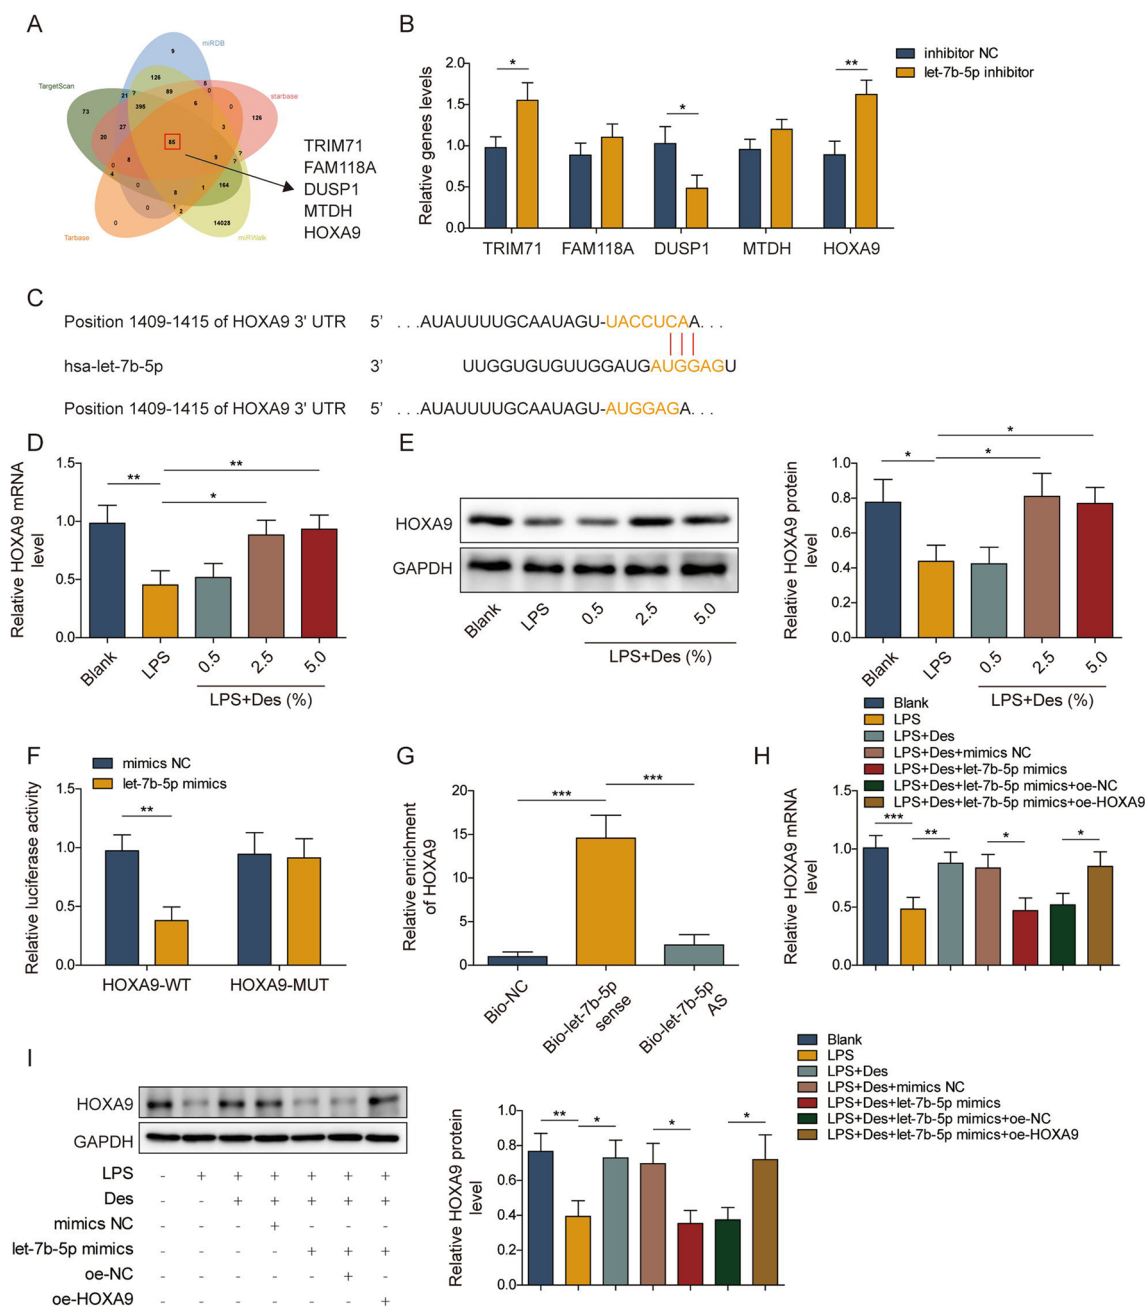 A
miRDB
TargetScan
starbase
Tarbase
miRWalk
9
126
5
0
21
?
89
6
0
126
73
395
27
3
20
85
8
9
?
?
0
4
0
1
164
8
0
1
2
14028
TRIM71
FAM118A
DUSP1
MTDH
HOXA9
B
inhibitor NC
let-7b-5p inhibitor
Relative genes levels
2.0
1.5
1.0
0.5
0.0
*
*
**
TRIM71 FAM118A DUSP1 MTDH HOXA9
C
Position 1409-1415 of HOXA9 3' UTR 5' . . .AUAUUUUGCAAUAGU-UACCUCAA. . .
hsa-let-7b-5p 3' UUGGUGUGUUGGAUGAUGGAGU
Position 1409-1415 of HOXA9 3' UTR 5' . . .AUAUUUUGCAAUAGU-AUGGAGA. . .
D
Relative HOXA9 mRNA
level
1.5
1.0
0.5
0.0
**
**
*
Blank LPS 0.5 2.5 5.0
LPS+Des (%)
E
HOXA9
GAPDH
Blank LPS 0.5 2.5 5.0
LPS+Des (%)
Relative HOXA9 protein
level
1.0
0.8
0.6
0.4
0.2
0.0
*
*
*
Blank LPS 0.5 2.5 5.0
LPS+Des (%)
F
mimics NC
let-7b-5p mimics
Relative luciferase activity
1.5
1.0
0.5
0.0
**
HOXA9-WT HOXA9-MUT
G
Relative enrichment
of HOXA9
20
15
10
5
0
***
***
Bio-NC
Bio-let-7b-5p
sense
Bio-let-7b-5p
AS
H
Blank
LPS
LPS+Des
LPS+Des+mimics NC
LPS+Des+let-7b-5p mimics
LPS+Des+let-7b-5p mimics+oe-NC
LPS+Des+let-7b-5p mimics+oe-HOXA9
Relative HOXA9 mRNA
level
1.5
1.0
0.5
0.0
***
**
*
*
I
HOXA9
GAPDH
LPS - + + + + + +
Des - - + + + + +
mimics NC - - - + - - -
let-7b-5p mimics - - - - + + +
oe-NC - - - - - + -
oe-HOXA9 - - - - - - +
Relative HOXA9 protein
level
1.0
0.8
0.6
0.4
0.2
0.0
**
*
*
*
Blank
LPS
LPS+Des
LPS+Des+mimics NC
LPS+Des+let-7b-5p mimics
LPS+Des+let-7b-5p mimics+oe-NC
LPS+Des+let-7b-5p mimics+oe-HOXA9